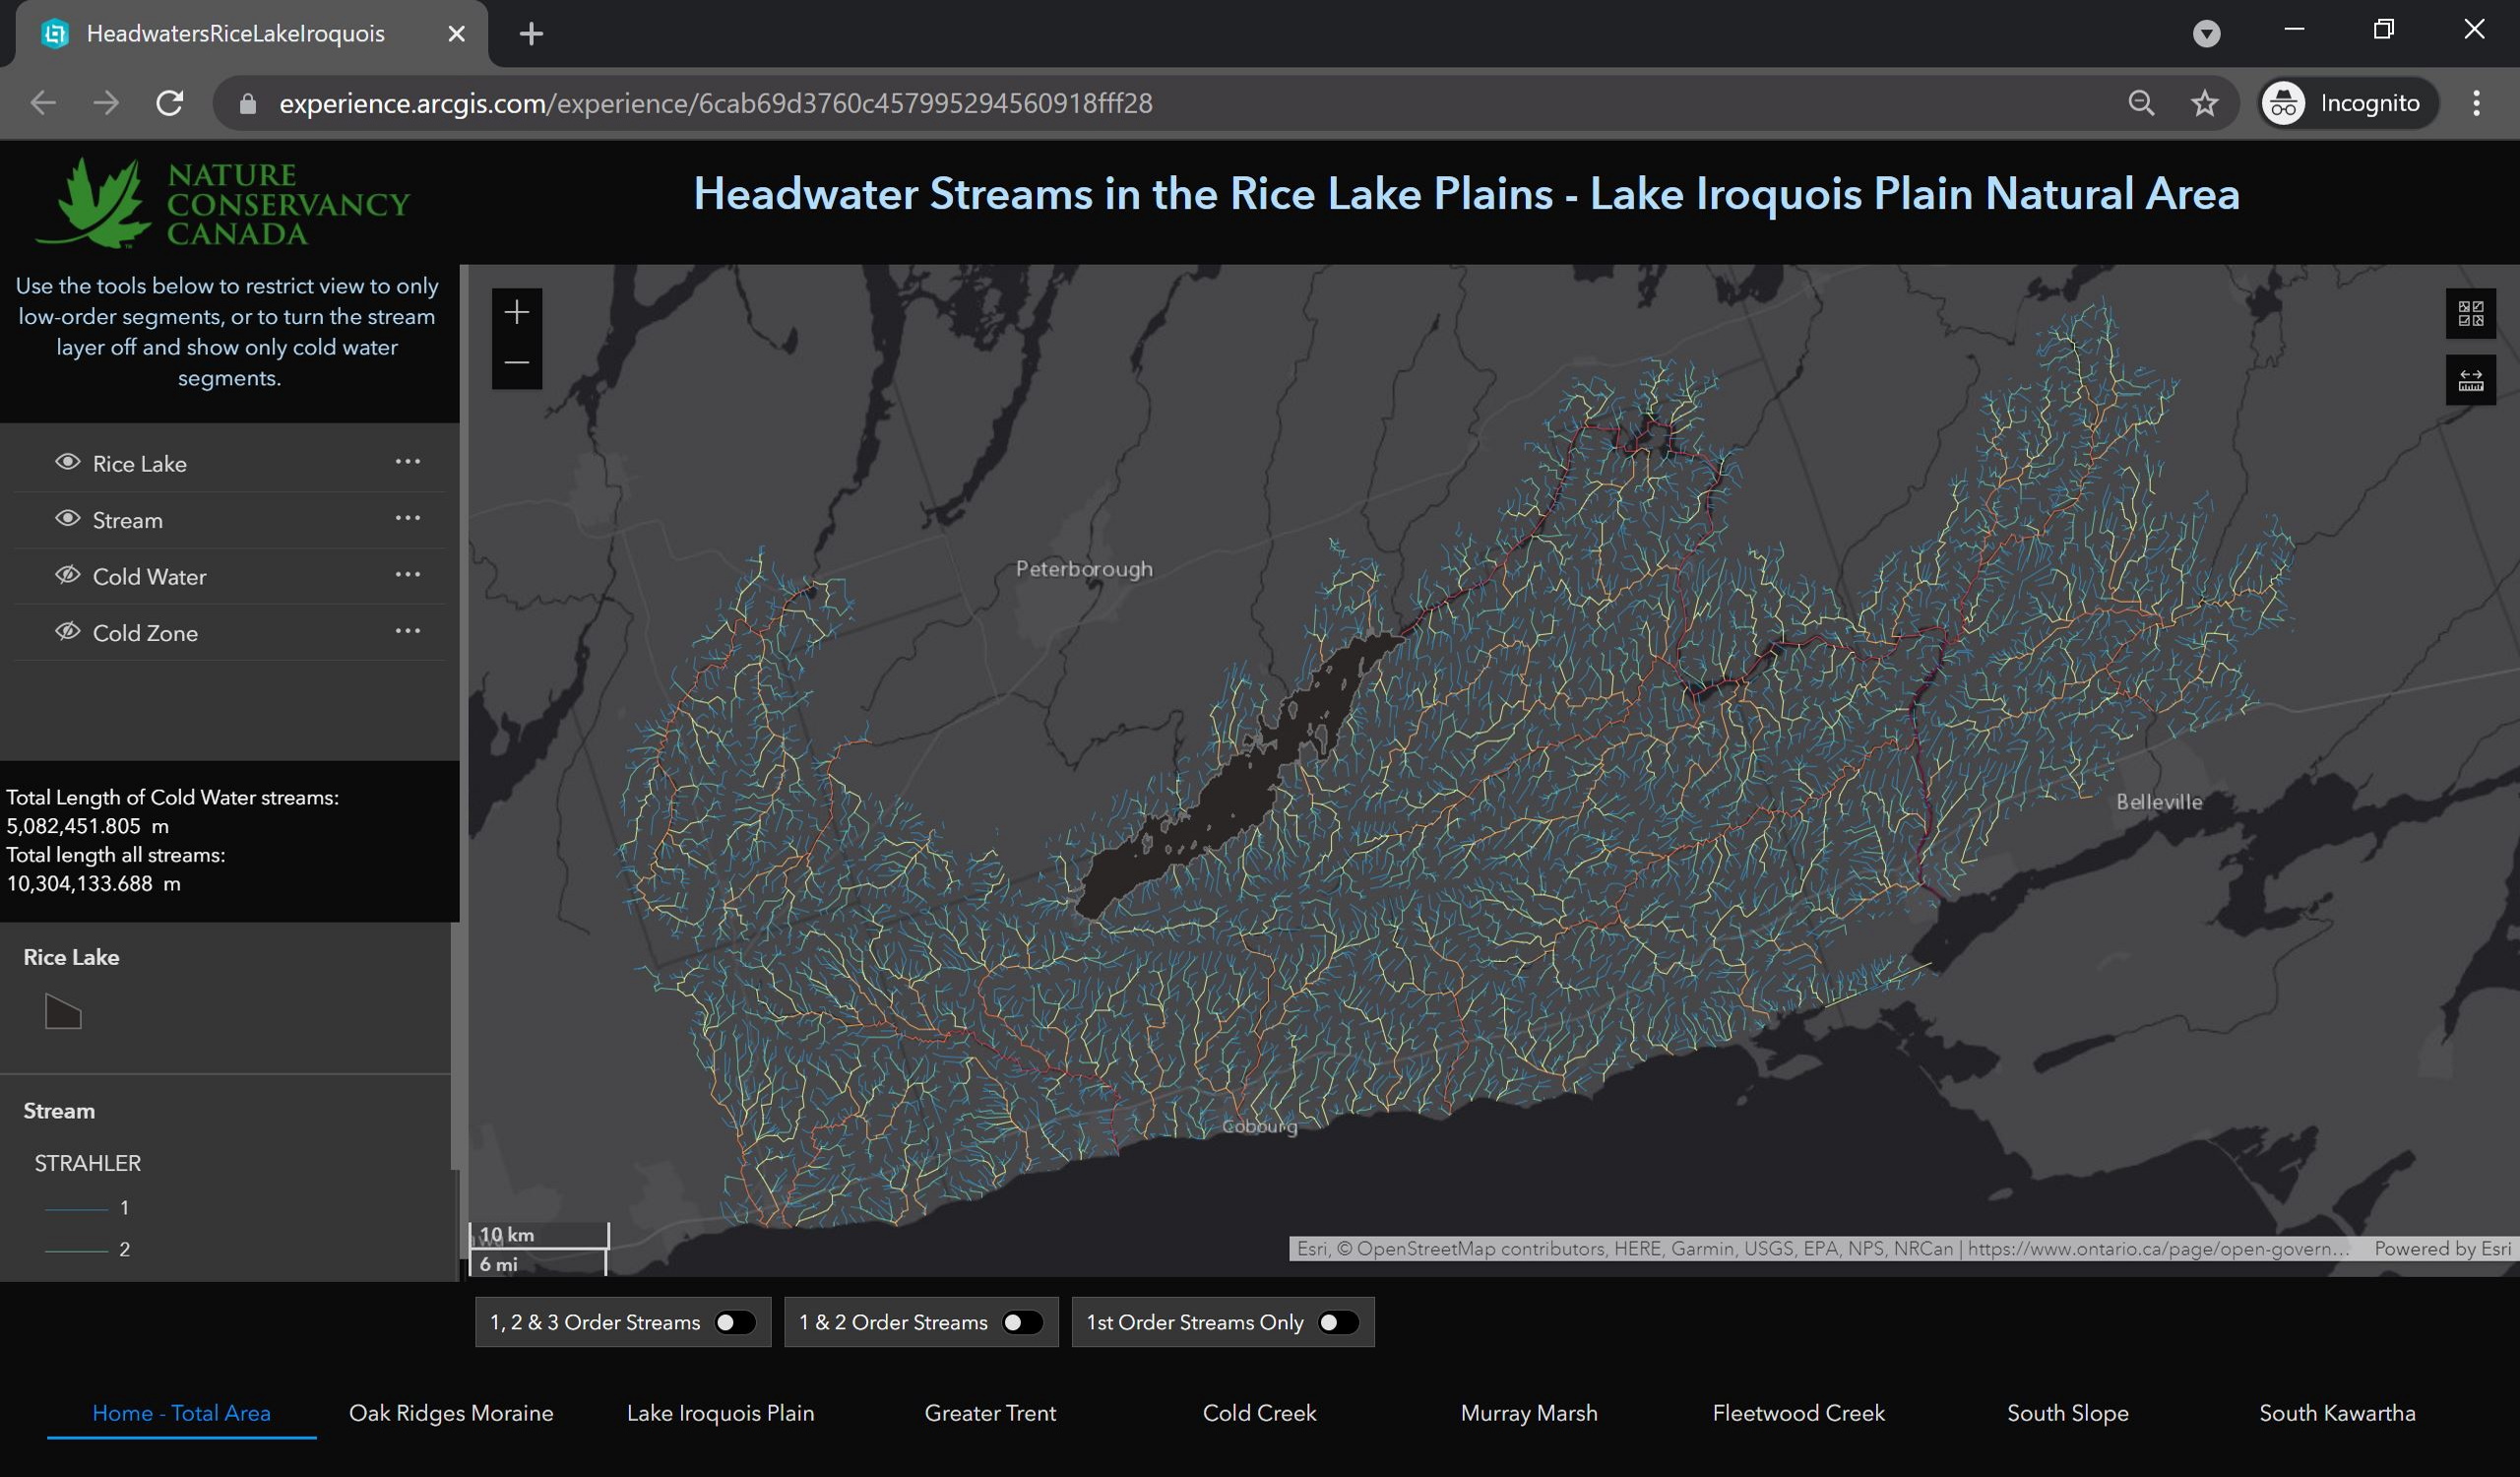 HeadwatersRiceLakeIroquois
experience.arcgis.com/experience/6cab69d3760c457995294560918fff28
Incognito
NATURE
CONSERVANCY
CANADA
Headwater Streams in the Rice Lake Plains - Lake Iroquois Plain Natural Area
Use the tools below to restrict view to only
low-order segments, or to turn the stream
layer off and show only cold water
segments.
Rice Lake
Stream
Cold Water
Cold Zone
Total Length of Cold Water streams:
5,082,451.805 m
Total length all streams:
10,304,133.688 m
Rice Lake
Stream
STRAHLER
1
2
Peterborough
Belleville
Cobourg
10 km
6 mi
Esri, © OpenStreetMap contributors, HERE, Garmin, USGS, EPA, NPS, NRCan | https://www.ontario.ca/page/open-govern... Powered by Esri
1, 2 & 3 Order Streams
1 & 2 Order Streams
1st Order Streams Only
Home - Total Area
Oak Ridges Moraine
Lake Iroquois Plain
Greater Trent
Cold Creek
Murray Marsh
Fleetwood Creek
South Slope
South Kawartha